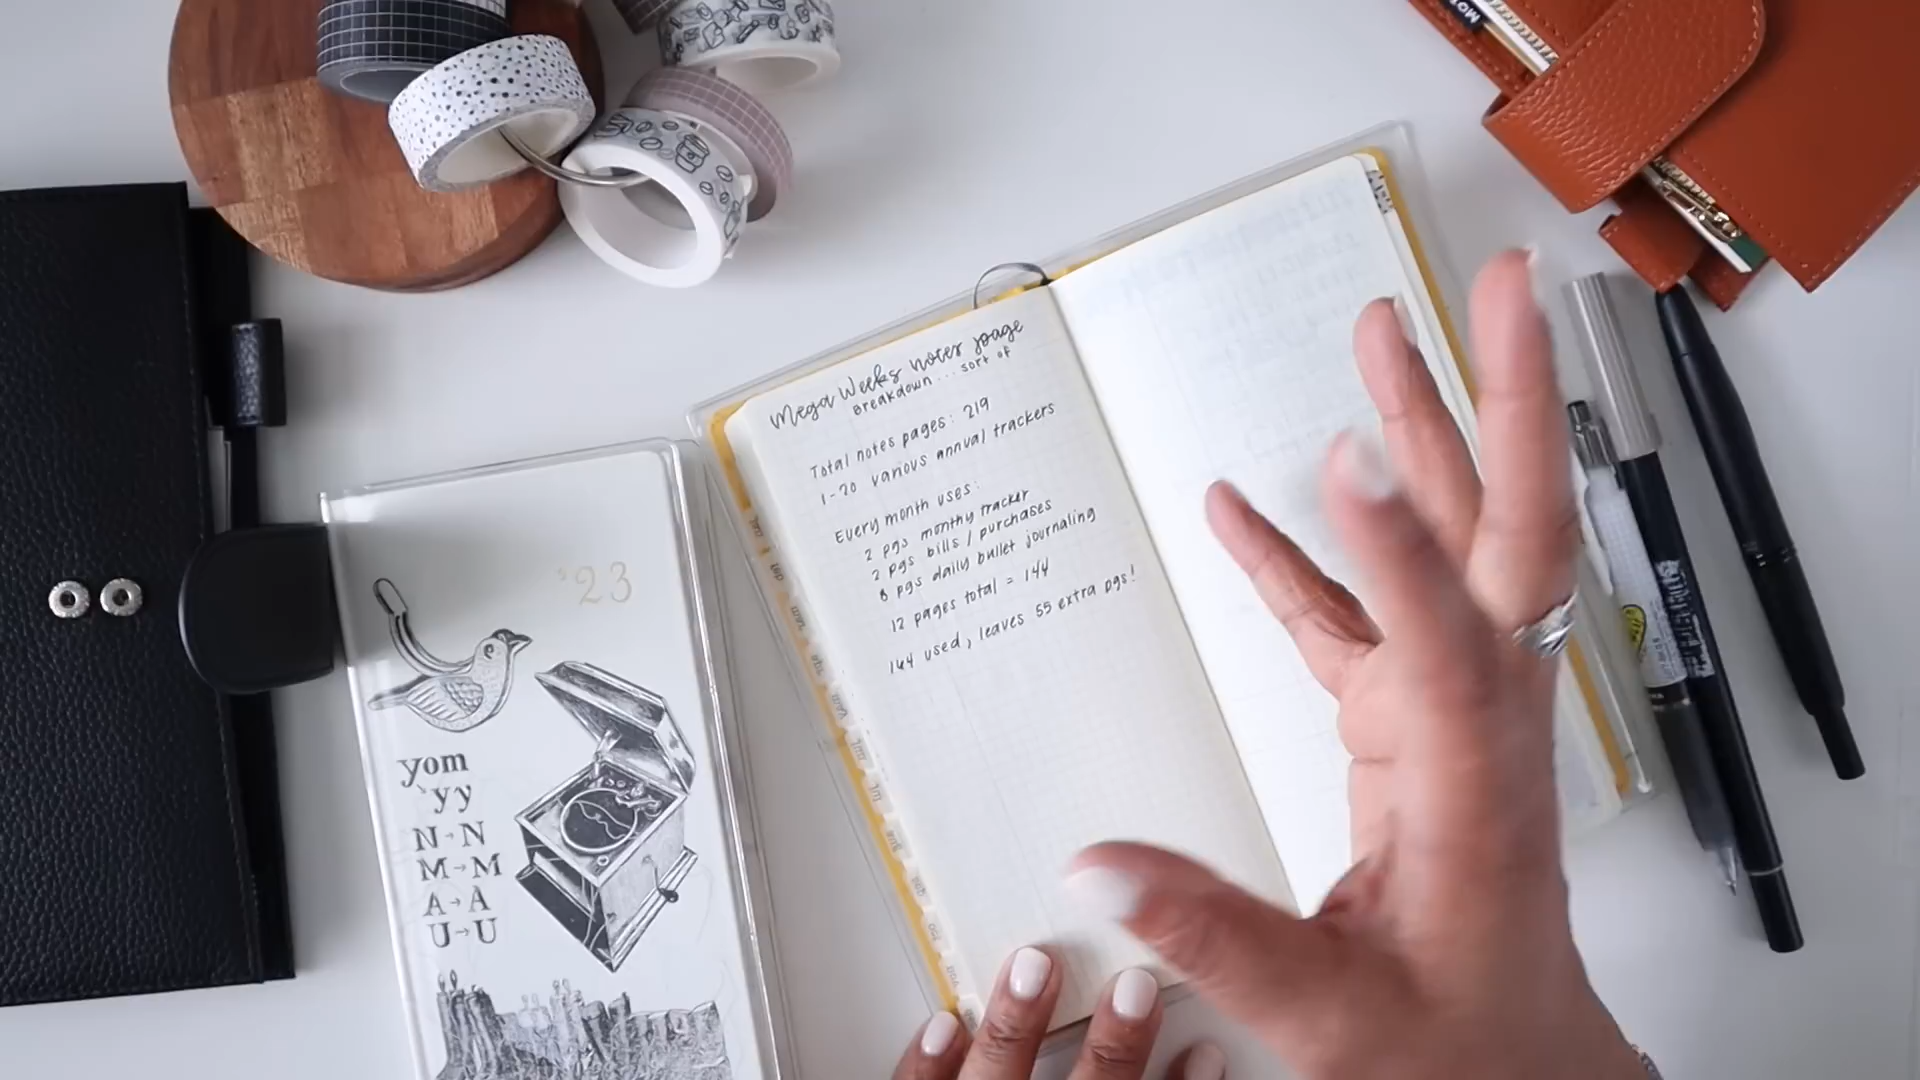 Mega Weeks notes page
Breakdown... sort of
Total notes pages: 219
1-20 various annual trackers
Every month uses:
2 pgs monthy tracker
2 pgs bills / purchases
8 pgs daily bullet journaling
12 pages total = 144
144 used, leaves 55 extra pgs!
'23
yom
'yy
N→N
M→M
A→A
U→U